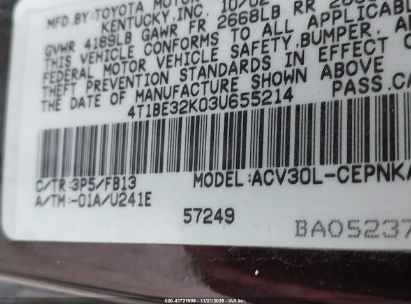 MFD. BY: TOYOTA MOTOR
KENTUCKY, INC. 10/02
GVWR 4189LB GAWR FR 2668LB RR
THIS VEHICLE CONFORMS TO ALL APPLICABLE
FEDERAL MOTOR VEHICLE SAFETY, BUMPER, AND
THEFT PREVENTION STANDARDS IN EFFECT ON
THE DATE OF MANUFACTURE SHOWN ABOVE
4T1BE32K03U655214 PASS.CA
C/TR:3P5/FB13 MODEL:ACV30L-CEPNKA
A/TM:-01A/U241E
57249 BA05237